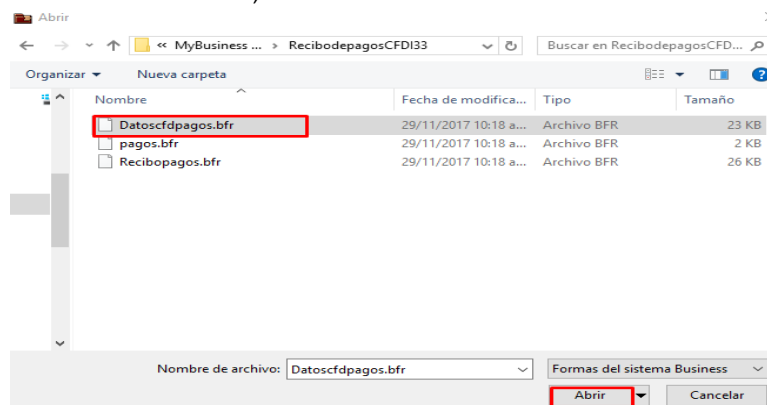 Abrir
« MyBusiness ... › RecibodepagosCFDI33
Buscar en RecibodepagosCFD...
Organizar Nueva carpeta
Nombre Fecha de modifica... Tipo Tamaño
Datoscfdpagos.bfr 29/11/2017 10:18 a... Archivo BFR 23 KB
pagos.bfr 29/11/2017 10:18 a... Archivo BFR 2 KB
Recibopagos.bfr 29/11/2017 10:18 a... Archivo BFR 26 KB
Nombre de archivo: Datoscfdpagos.bfr Formas del sistema Business
Abrir Cancelar